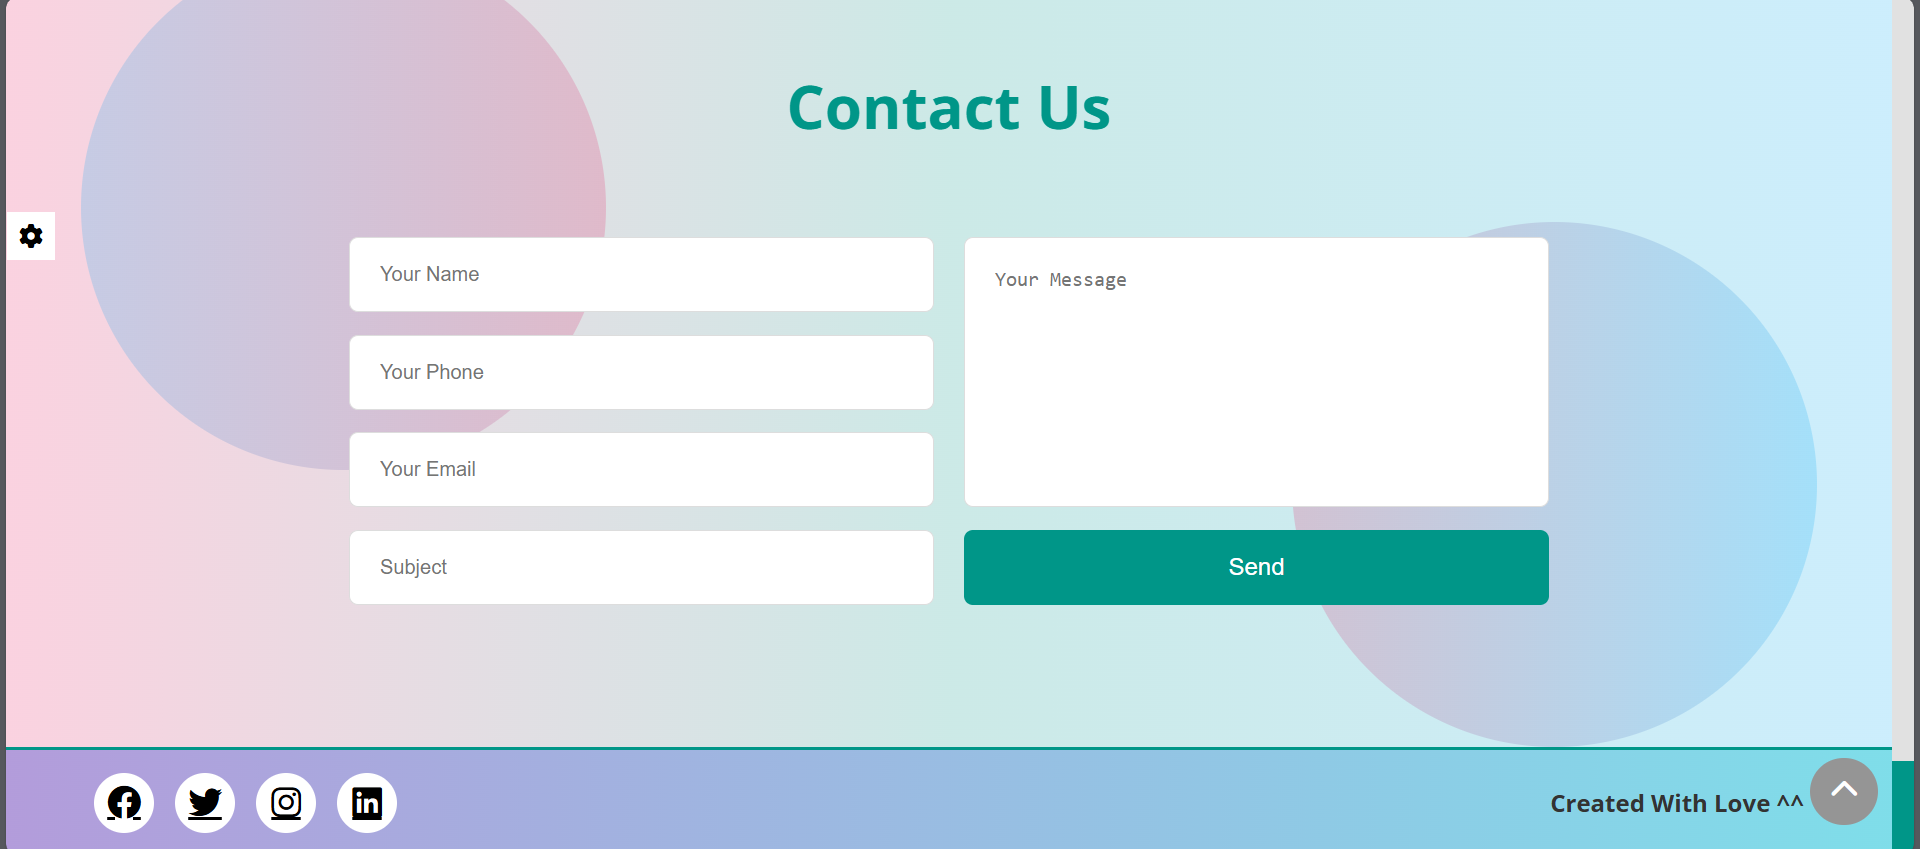 Contact Us
Your Name
Your Phone
Your Email
Subject
Your Message
Send
Created With Love ^^